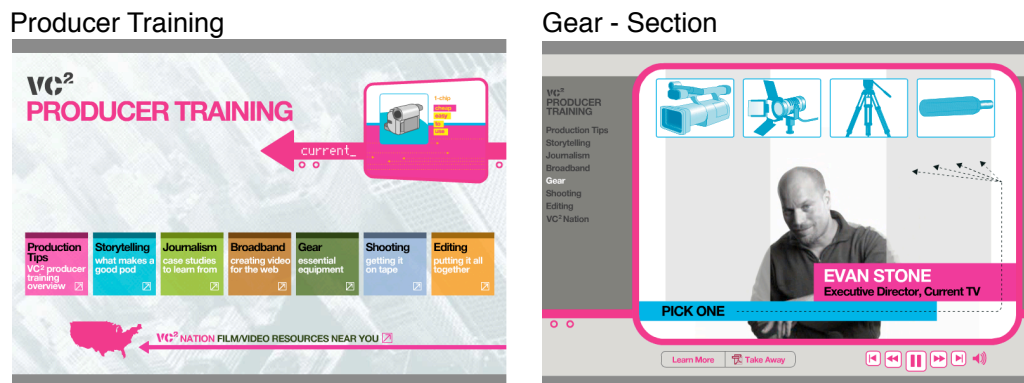 Producer Training
VC²
PRODUCER TRAINING
1-chip
cheap
easy
to
use
current_
Production
Tips
VC² producer
training
overview
Storytelling
what makes a
good pod
Journalism
case studies
to learn from
Broadband
creating video
for the web
Gear
essential
equipment
Shooting
getting it
on tape
Editing
putting it all
together
VC² NATION FILM/VIDEO RESOURCES NEAR YOU
Gear - Section
VC²
PRODUCER
TRAINING
Production Tips
Storytelling
Journalism
Broadband
Gear
Shooting
Editing
VC² Nation
EVAN STONE
Executive Director, Current TV
PICK ONE
Learn More
Take Away